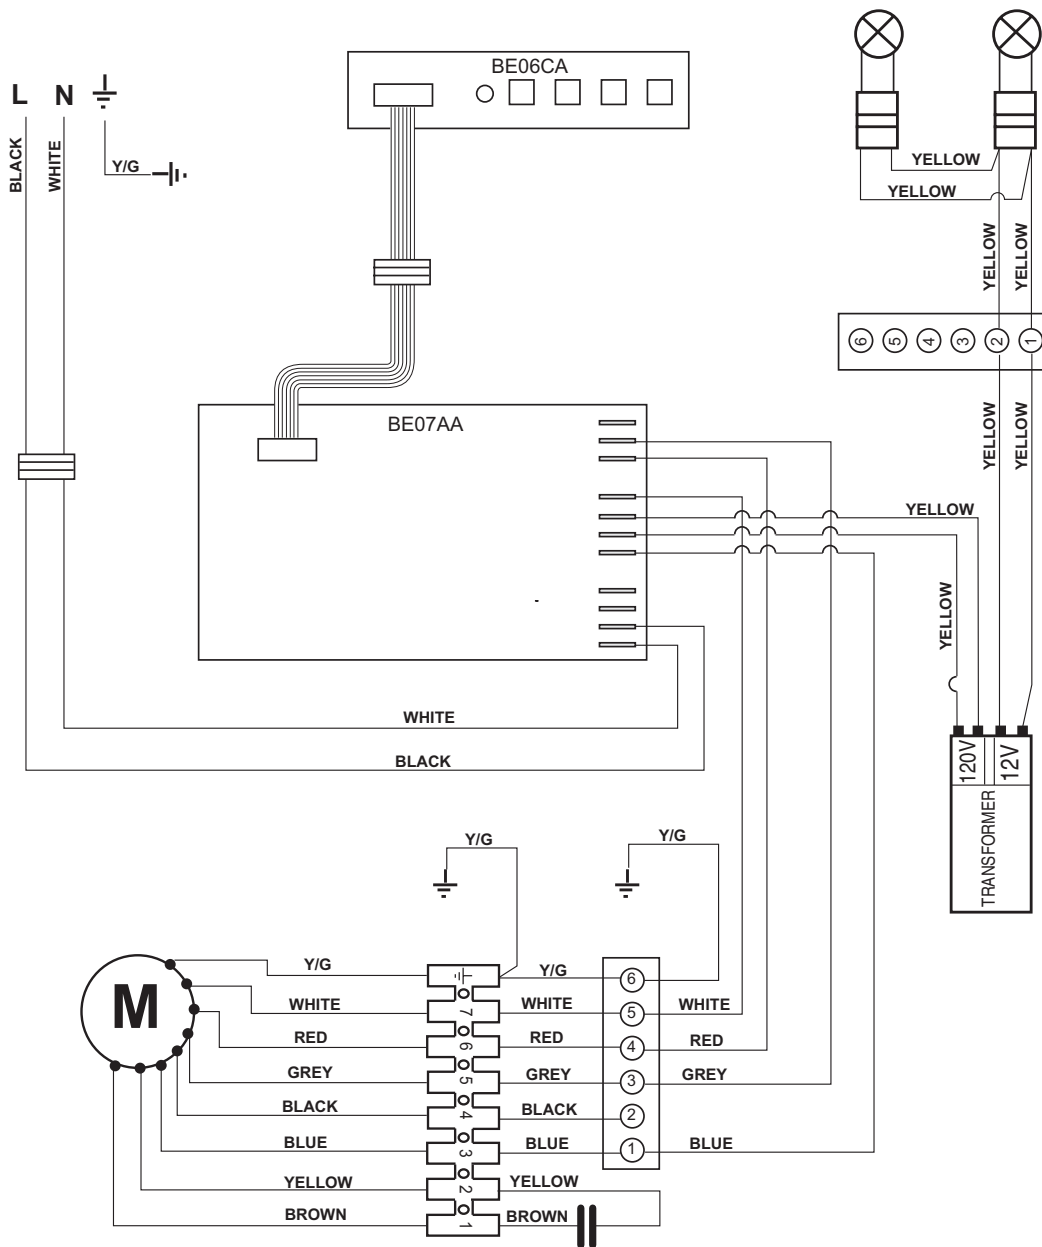 BE06CA
L N
BLACK
WHITE
Y/G
YELLOW
YELLOW
YELLOW
YELLOW
6 5 4 3 2 1
BE07AA
YELLOW
YELLOW
YELLOW
YELLOW
WHITE
BLACK
120V
12V
TRANSFORMER
Y/G
Y/G
M
Y/G
Y/G
6
WHITE
7
WHITE
5
WHITE
RED
6
RED
4
RED
GREY
5
GREY
3
GREY
BLACK
4
BLACK
2
BLUE
3
BLUE
1
BLUE
YELLOW
2
YELLOW
BROWN
1
BROWN